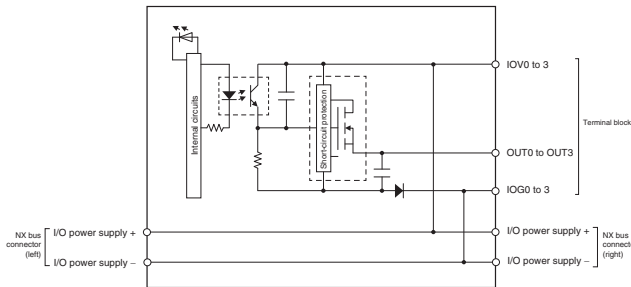 Internal circuits
Short-circuit protection
IOV0 to 3
OUT0 to OUT3
IOG0 to 3
Terminal block
NX bus
connector
(left)
I/O power supply +
I/O power supply –
I/O power supply +
I/O power supply –
NX bus
(right)